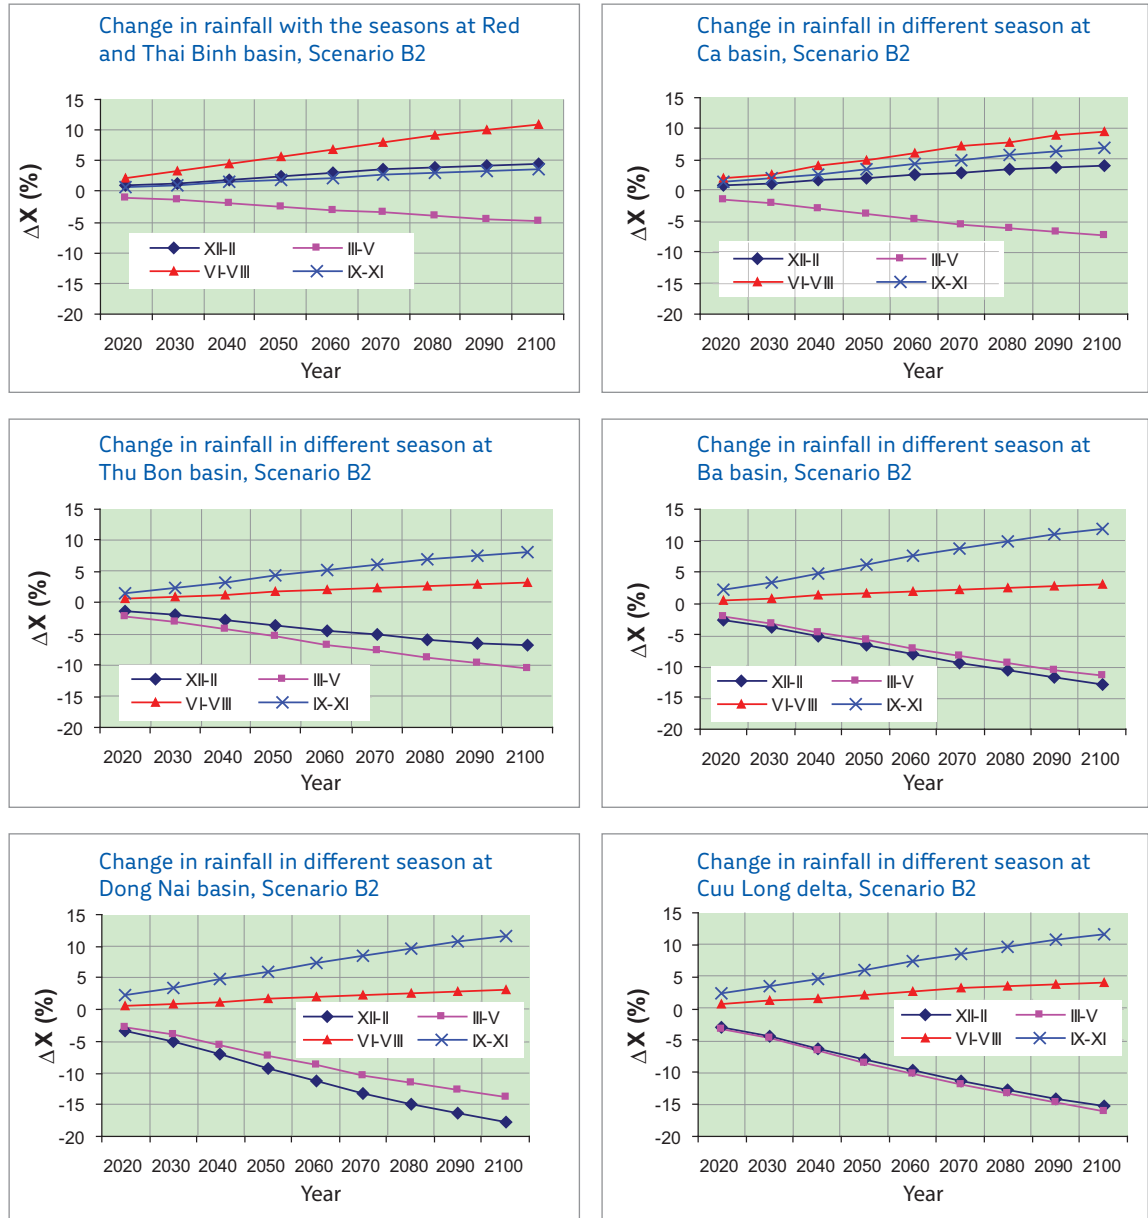 Change in rainfall with the seasons at Red
and Thai Binh basin, Scenario B2
15
10
5
0
-5
-10
-15
-20
ΔX (%)
XII-II
III-V
VI-VIII
IX-XI
2020 2030 2040 2050 2060 2070 2080 2090 2100
Year
Change in rainfall in different season at
Ca basin, Scenario B2
15
10
5
0
-5
-10
-15
-20
ΔX (%)
XII-II
III-V
VI-VIII
IX-XI
2020 2030 2040 2050 2060 2070 2080 2090 2100
Year
Change in rainfall in different season at
Thu Bon basin, Scenario B2
15
10
5
0
-5
-10
-15
-20
ΔX (%)
XII-II
III-V
VI-VIII
IX-XI
2020 2030 2040 2050 2060 2070 2080 2090 2100
Year
Change in rainfall in different season at
Ba basin, Scenario B2
15
10
5
0
-5
-10
-15
-20
ΔX (%)
XII-II
III-V
VI-VIII
IX-XI
2020 2030 2040 2050 2060 2070 2080 2090 2100
Year
Change in rainfall in different season at
Dong Nai basin, Scenario B2
15
10
5
0
-5
-10
-15
-20
ΔX (%)
XII-II
III-V
VI-VIII
IX-XI
2020 2030 2040 2050 2060 2070 2080 2090 2100
Year
Change in rainfall in different season at
Cuu Long delta, Scenario B2
15
10
5
0
-5
-10
-15
-20
ΔX (%)
XII-II
III-V
VI-VIII
IX-XI
2020 2030 2040 2050 2060 2070 2080 2090 2100
Year